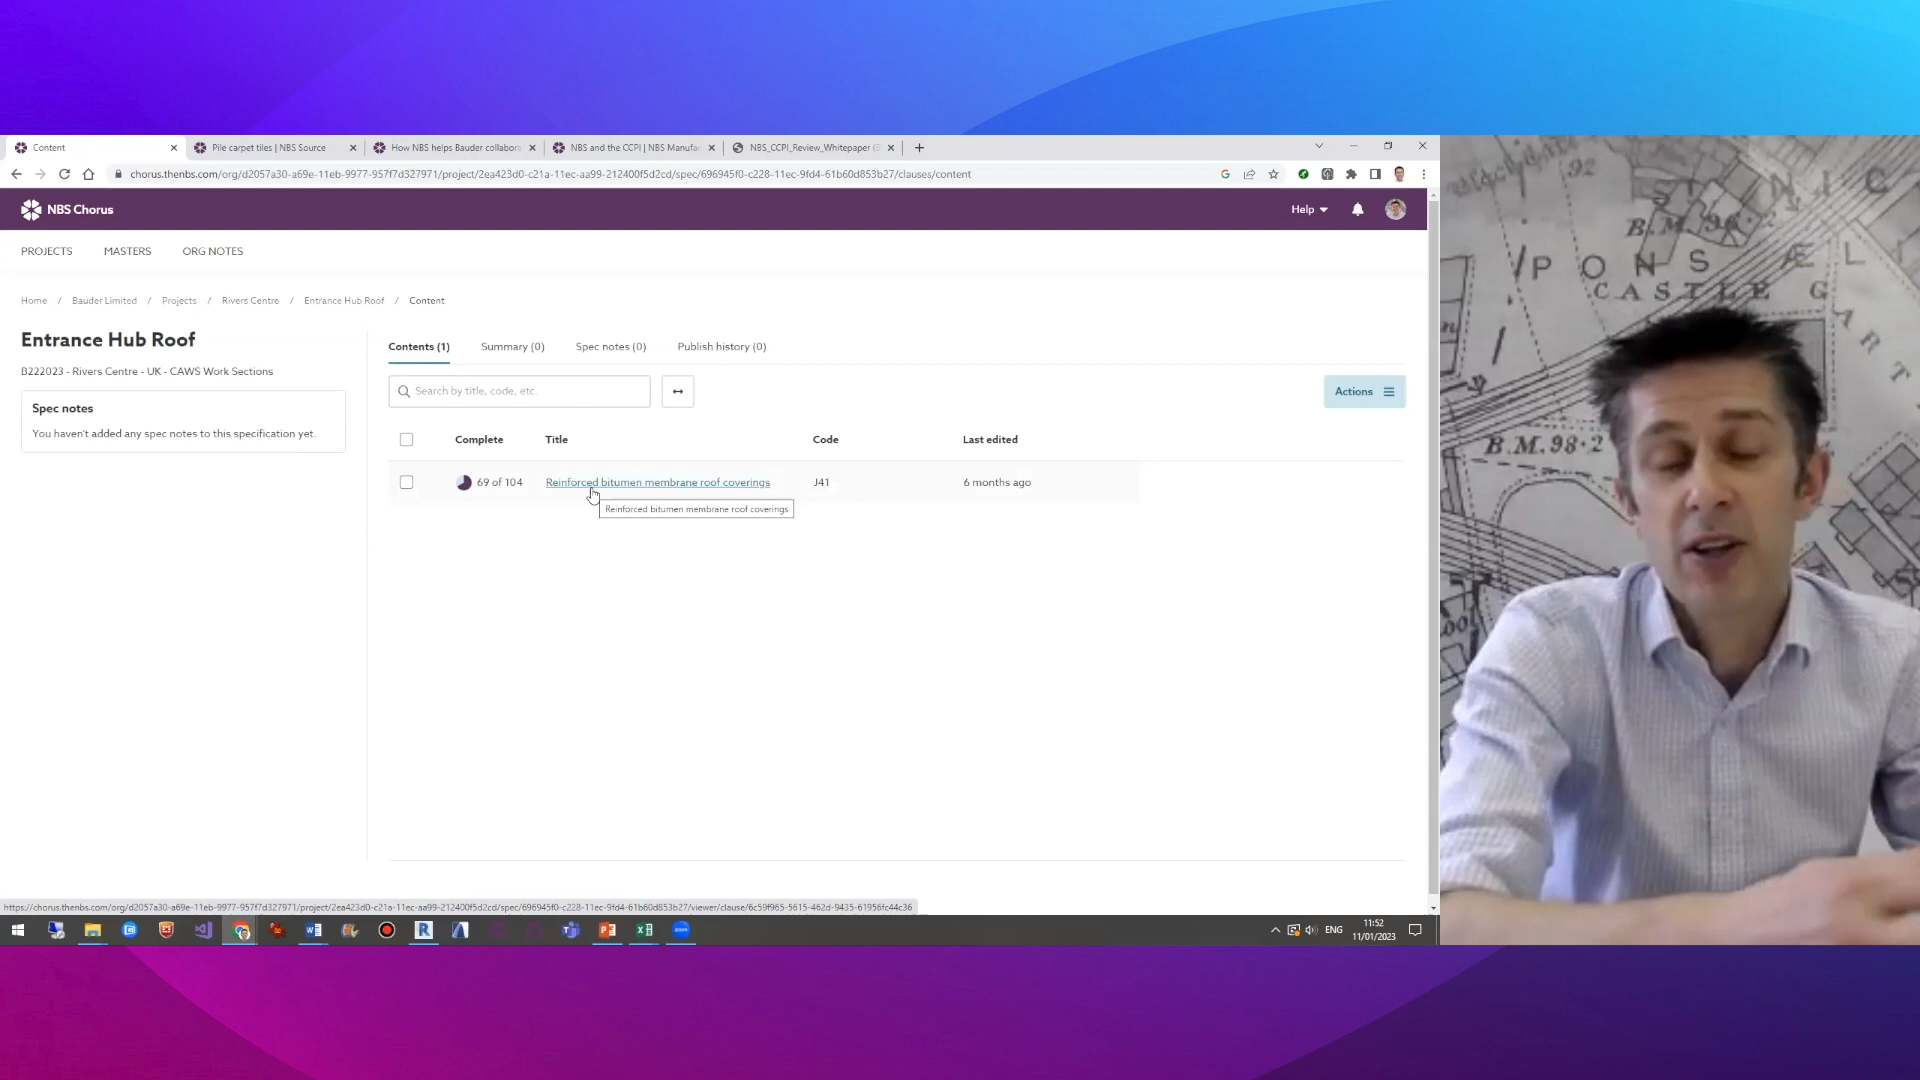 Content
Pile carpet tiles | NBS Source
How NBS helps Bauder collabora
NBS and the CCPI | NBS Manufac
NBS_CCPI_Review_Whitepaper (
chorus.thenbs.com/org/d2057a30-a69e-11eb-9977-957f7d327971/project/2ea423d0-c21a-11ec-aa99-212400f5d2cd/spec/696945f0-c228-11ec-9fd4-61b60d853b27/clauses/content
NBS Chorus
Help
PROJECTS
MASTERS
ORG NOTES
Home / Bauder Limited / Projects / Rivers Centre / Entrance Hub Roof / Content
Entrance Hub Roof
B222023 - Rivers Centre - UK - CAWS Work Sections
Spec notes
You haven't added any spec notes to this specification yet.
Contents (1)
Summary (0)
Spec notes (0)
Publish history (0)
Search by title, code, etc.
Actions
Complete
Title
Code
Last edited
69 of 104
Reinforced bitumen membrane roof coverings
J41
6 months ago
Reinforced bitumen membrane roof coverings
https://chorus.thenbs.com/org/d2057a30-a69e-11eb-9977-957f7d327971/project/2ea423d0-c21a-11ec-aa99-212400f5d2cd/spec/696945f0-c228-11ec-9fd4-61b60d853b27/viewer/clause/6c59f965-5615-462d-9435-61956fc44c36
ENG
11:52
11/01/2023
92
ST NIC
B.M. 96
PONS ÆL
CASTLE GART
B.M. 98·2